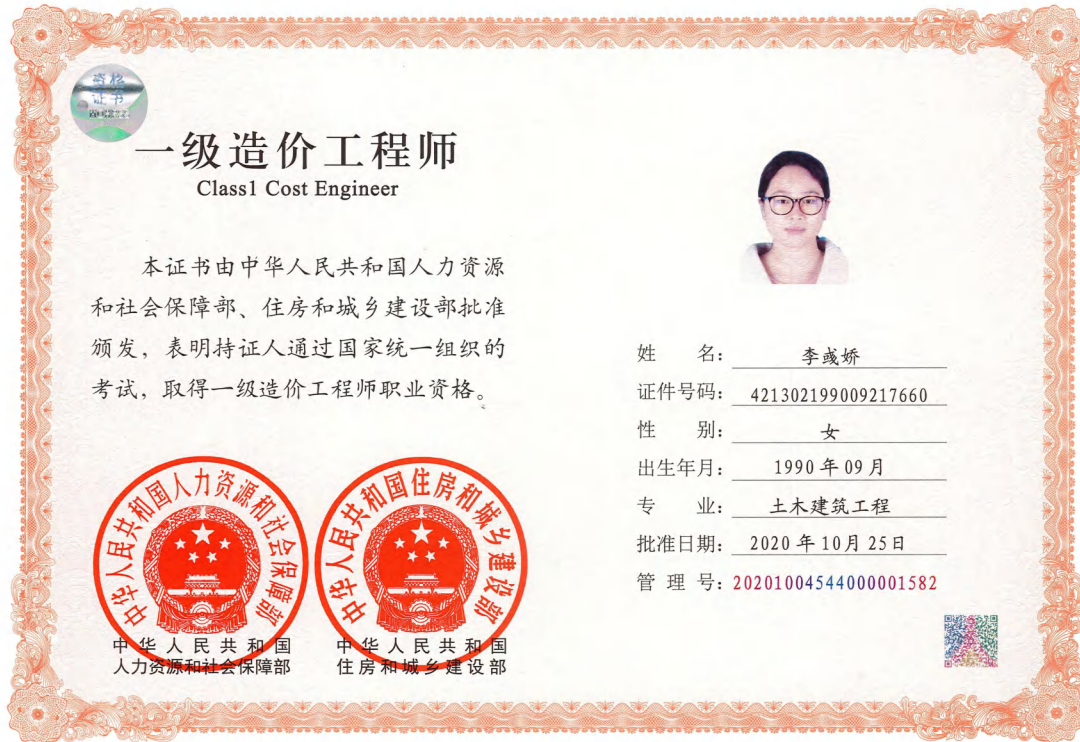 资格
证书
一级造价工程师
Class1 Cost Engineer
本证书由中华人民共和国人力资源
和社会保障部、住房和城乡建设部批准
颁发，表明持证人通过国家统一组织的
考试，取得一级造价工程师职业资格。
中华人民共和国人力资源和社会保障部
中华人民共和国住房和城乡建设部
中华人民共和国
人力资源和社会保障部
中华人民共和国
住房和城乡建设部
姓 名：李彧娇
证件号码：421302199009217660
性 别：女
出生年月：1990年09月
专 业：土木建筑工程
批准日期：2020年10月25日
管 理 号：20201004544000001582